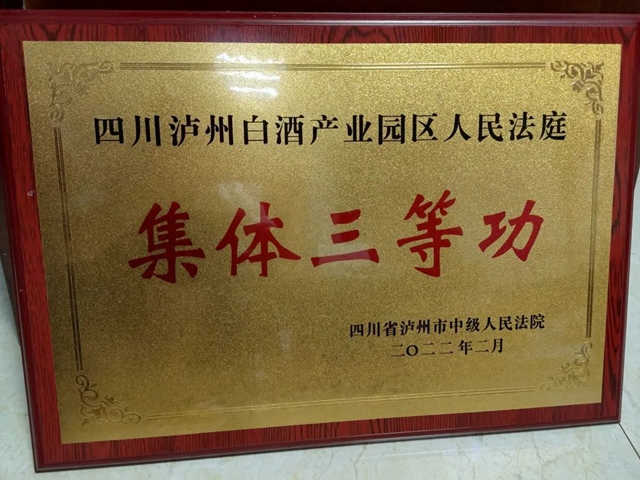 四川泸州白酒产业园区人民法庭
集体三等功
四川省泸州市中级人民法院
二〇二二年二月